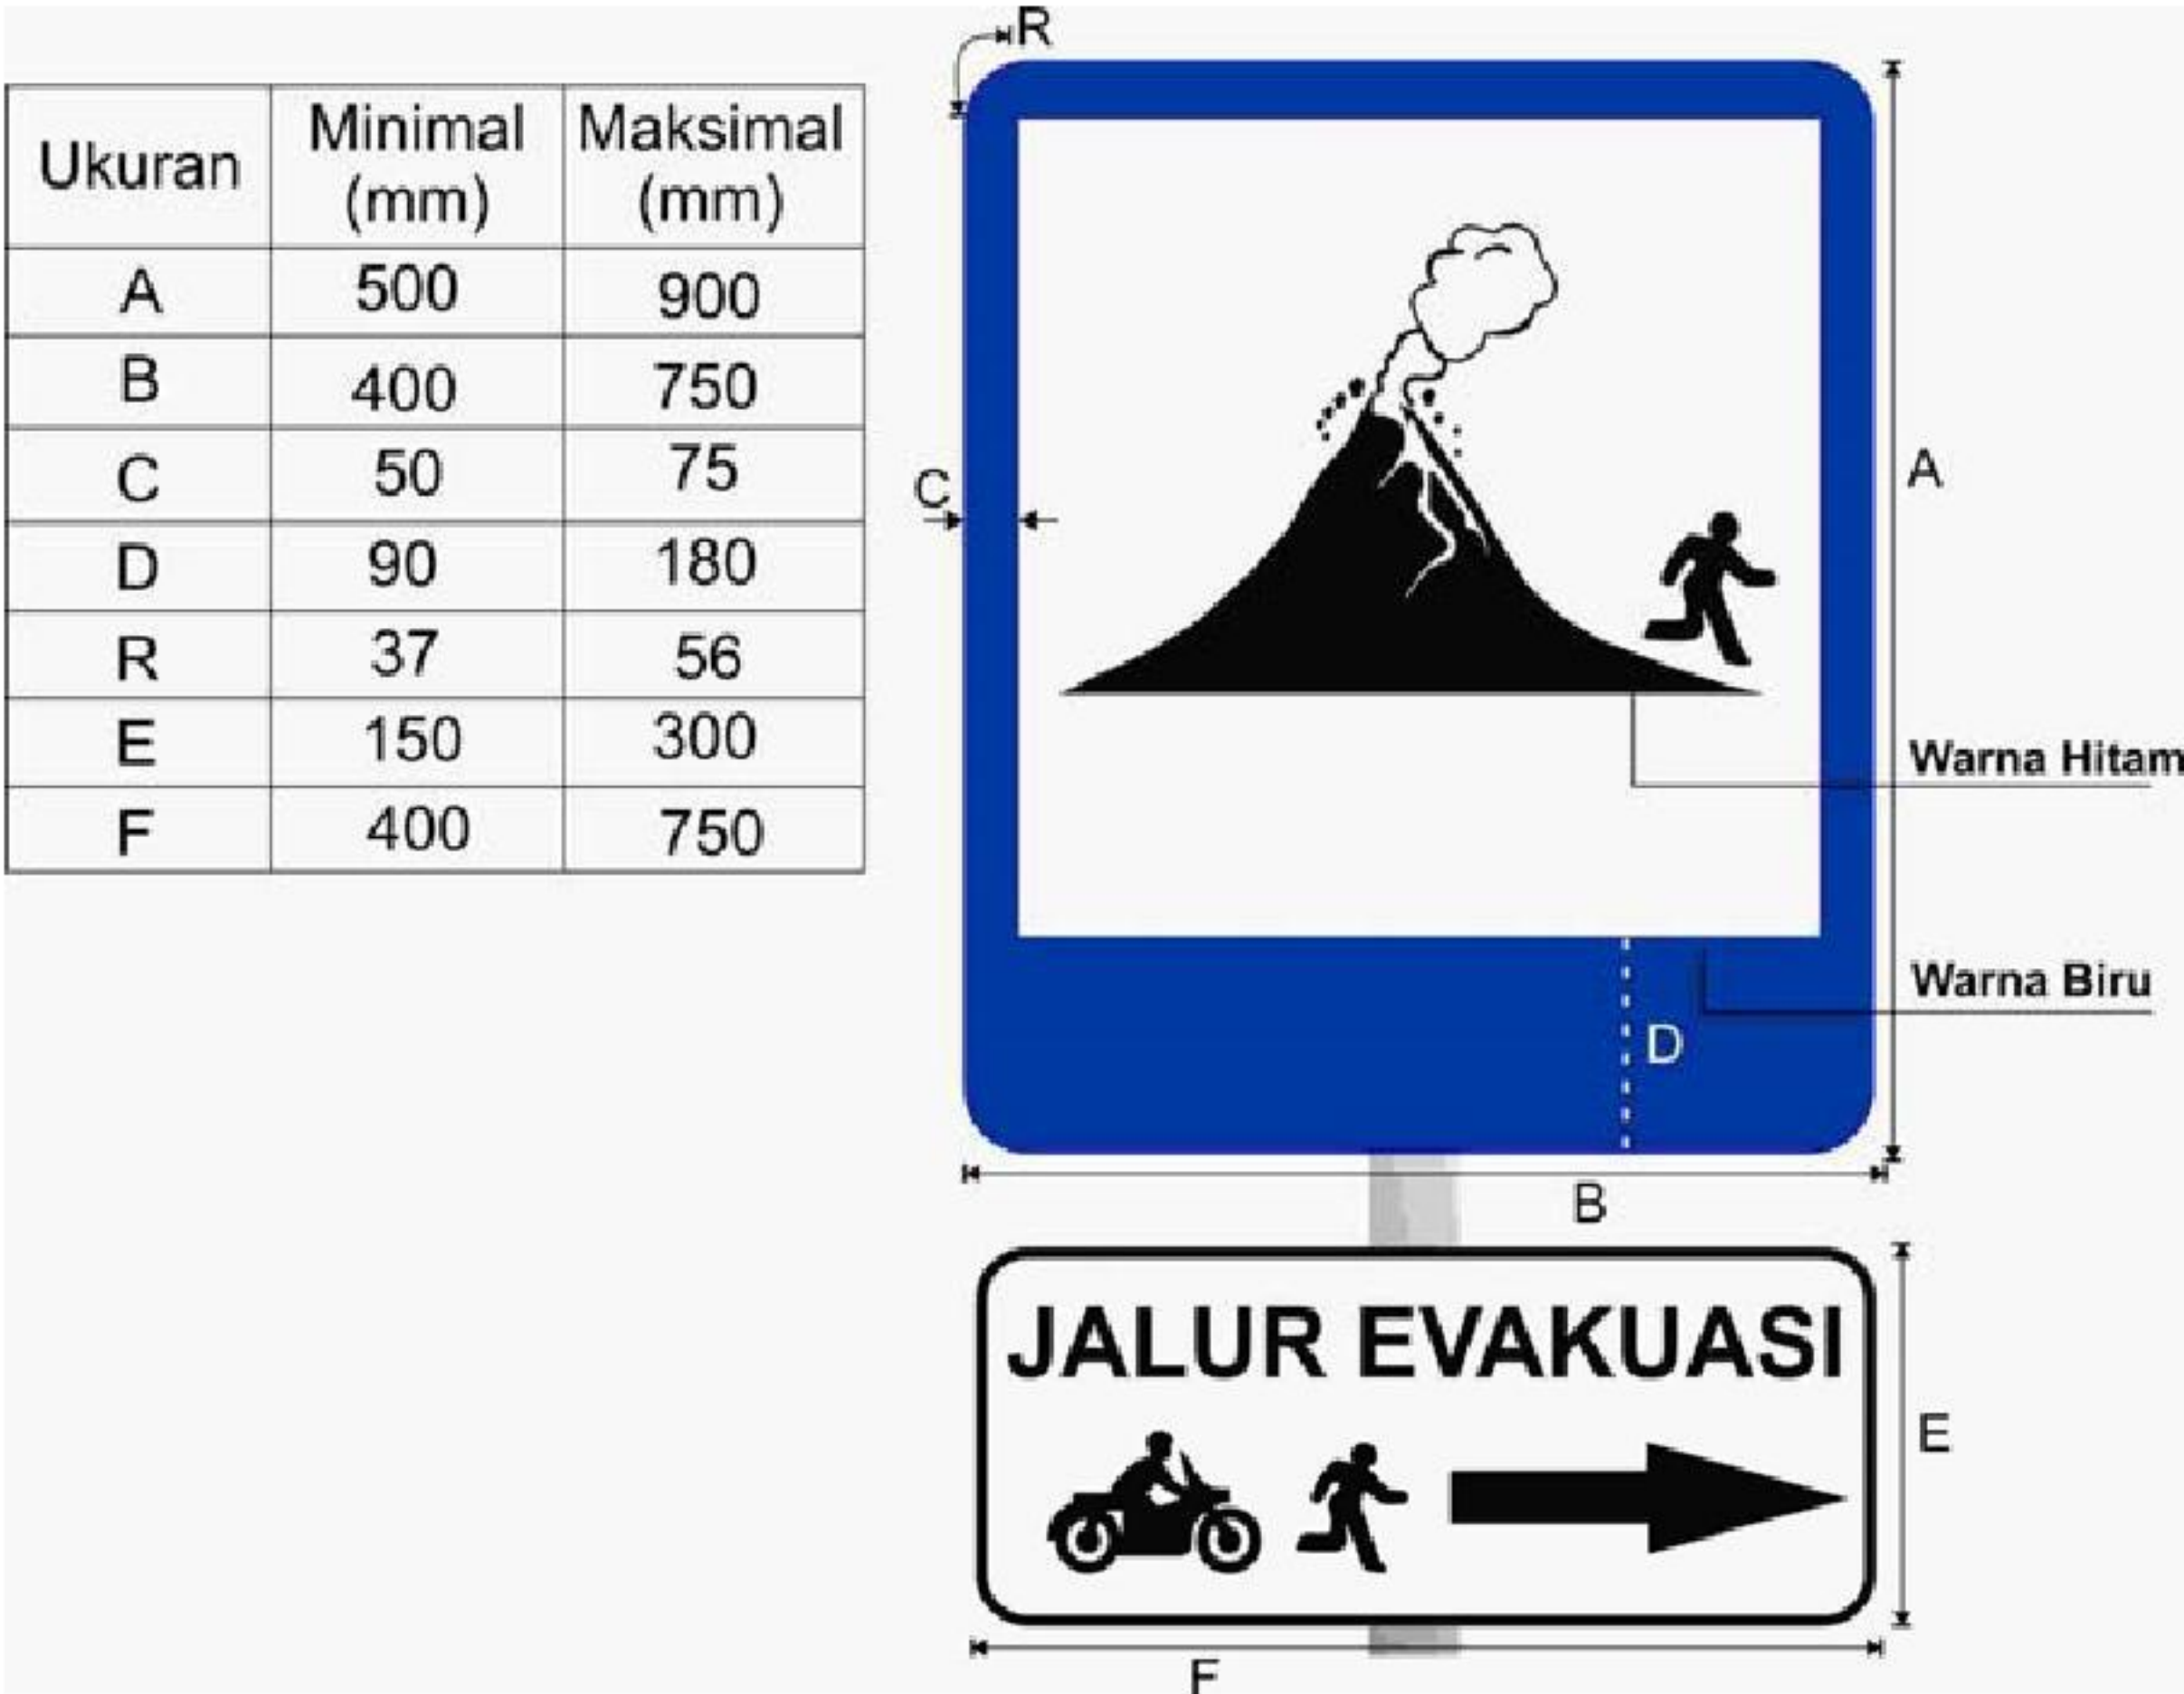 R
Ukuran Minimal (mm) Maksimal (mm)
A 500 900
B 400 750
C 50 75
D 90 180
R 37 56
E 150 300
F 400 750
C
A
Warna Hitam
Warna Biru
D
B
JALUR EVAKUASI
E
F